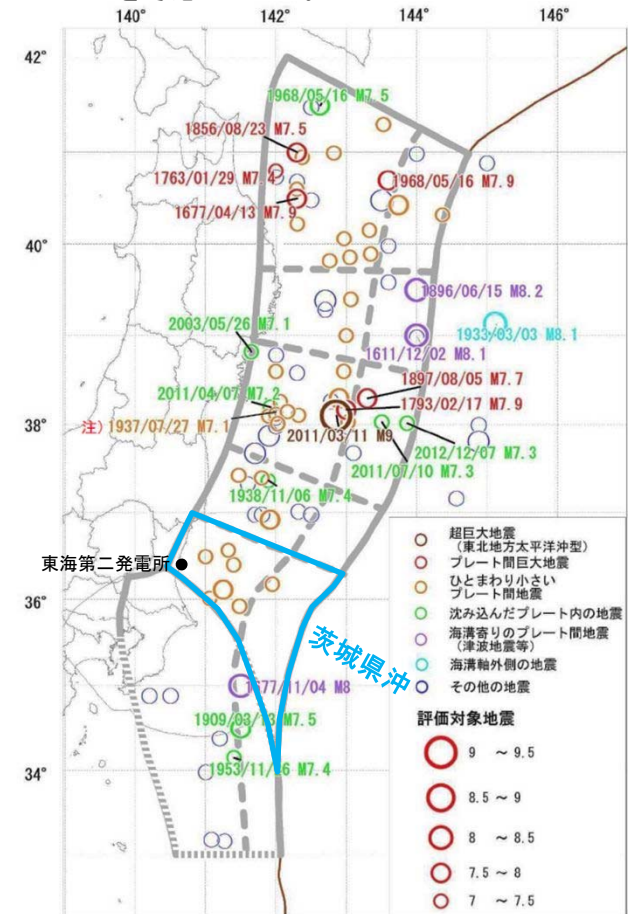 140°
142°
144°
146°
42°
1968/05/16 M7.5
1856/08/23 M7.5
1763/01/29 M7.4
1968/05/16 M7.9
1677/04/13 M7.9
40°
1896/06/15 M8.2
2003/05/26 M7.1
1933/03/03 M8.1
1611/12/02 M8.1
1897/08/05 M7.7
2011/04/07 M7.2
1793/02/17 M7.9
38°
注) 1937/07/27 M7.1
2011/03/11 M9
2012/12/07 M7.3
2011/07/10 M7.3
1938/11/06 M7.4
東海第二発電所
36°
茨城県沖
1677/11/04 M8
1909/03/13 M7.5
1953/11/26 M7.4
34°
超巨大地震
(東北地方太平洋沖型)
プレート間巨大地震
ひとまわり小さい
プレート間地震
沈み込んだプレート内の地震
海溝寄りのプレート間地震
(津波地震等)
海溝軸外側の地震
その他の地震
評価対象地震
9 ~ 9.5
8.5 ~ 9
8 ~ 8.5
7.5 ~ 8
7 ~ 7.5